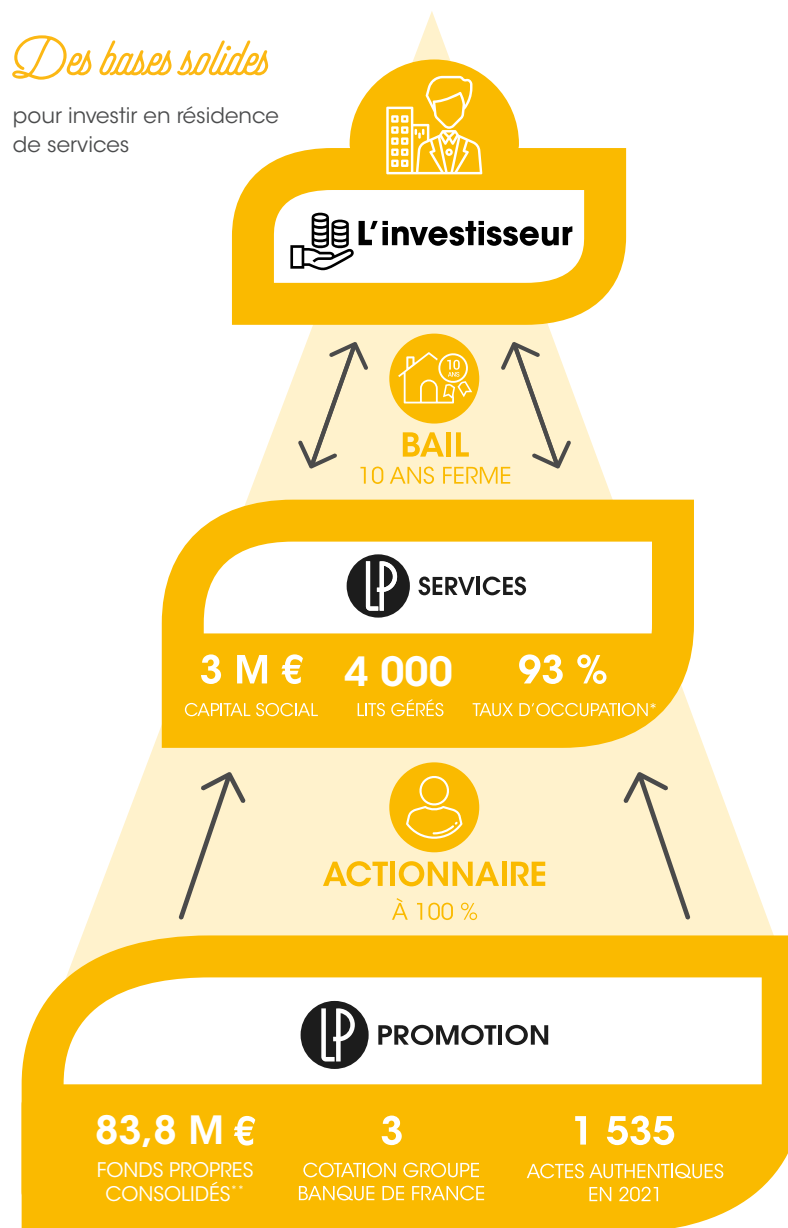 Des bases solides
pour investir en résidence
de services
L'investisseur
10
ANS
BAIL
10 ANS FERME
LP SERVICES
3 M € 4 000 93 %
CAPITAL SOCIAL LITS GÉRÉS TAUX D'OCCUPATION*
ACTIONNAIRE
À 100 %
LP PROMOTION
83,8 M € 3 1 535
FONDS PROPRES COTATION GROUPE ACTES AUTHENTIQUES
CONSOLIDÉS** BANQUE DE FRANCE EN 2021